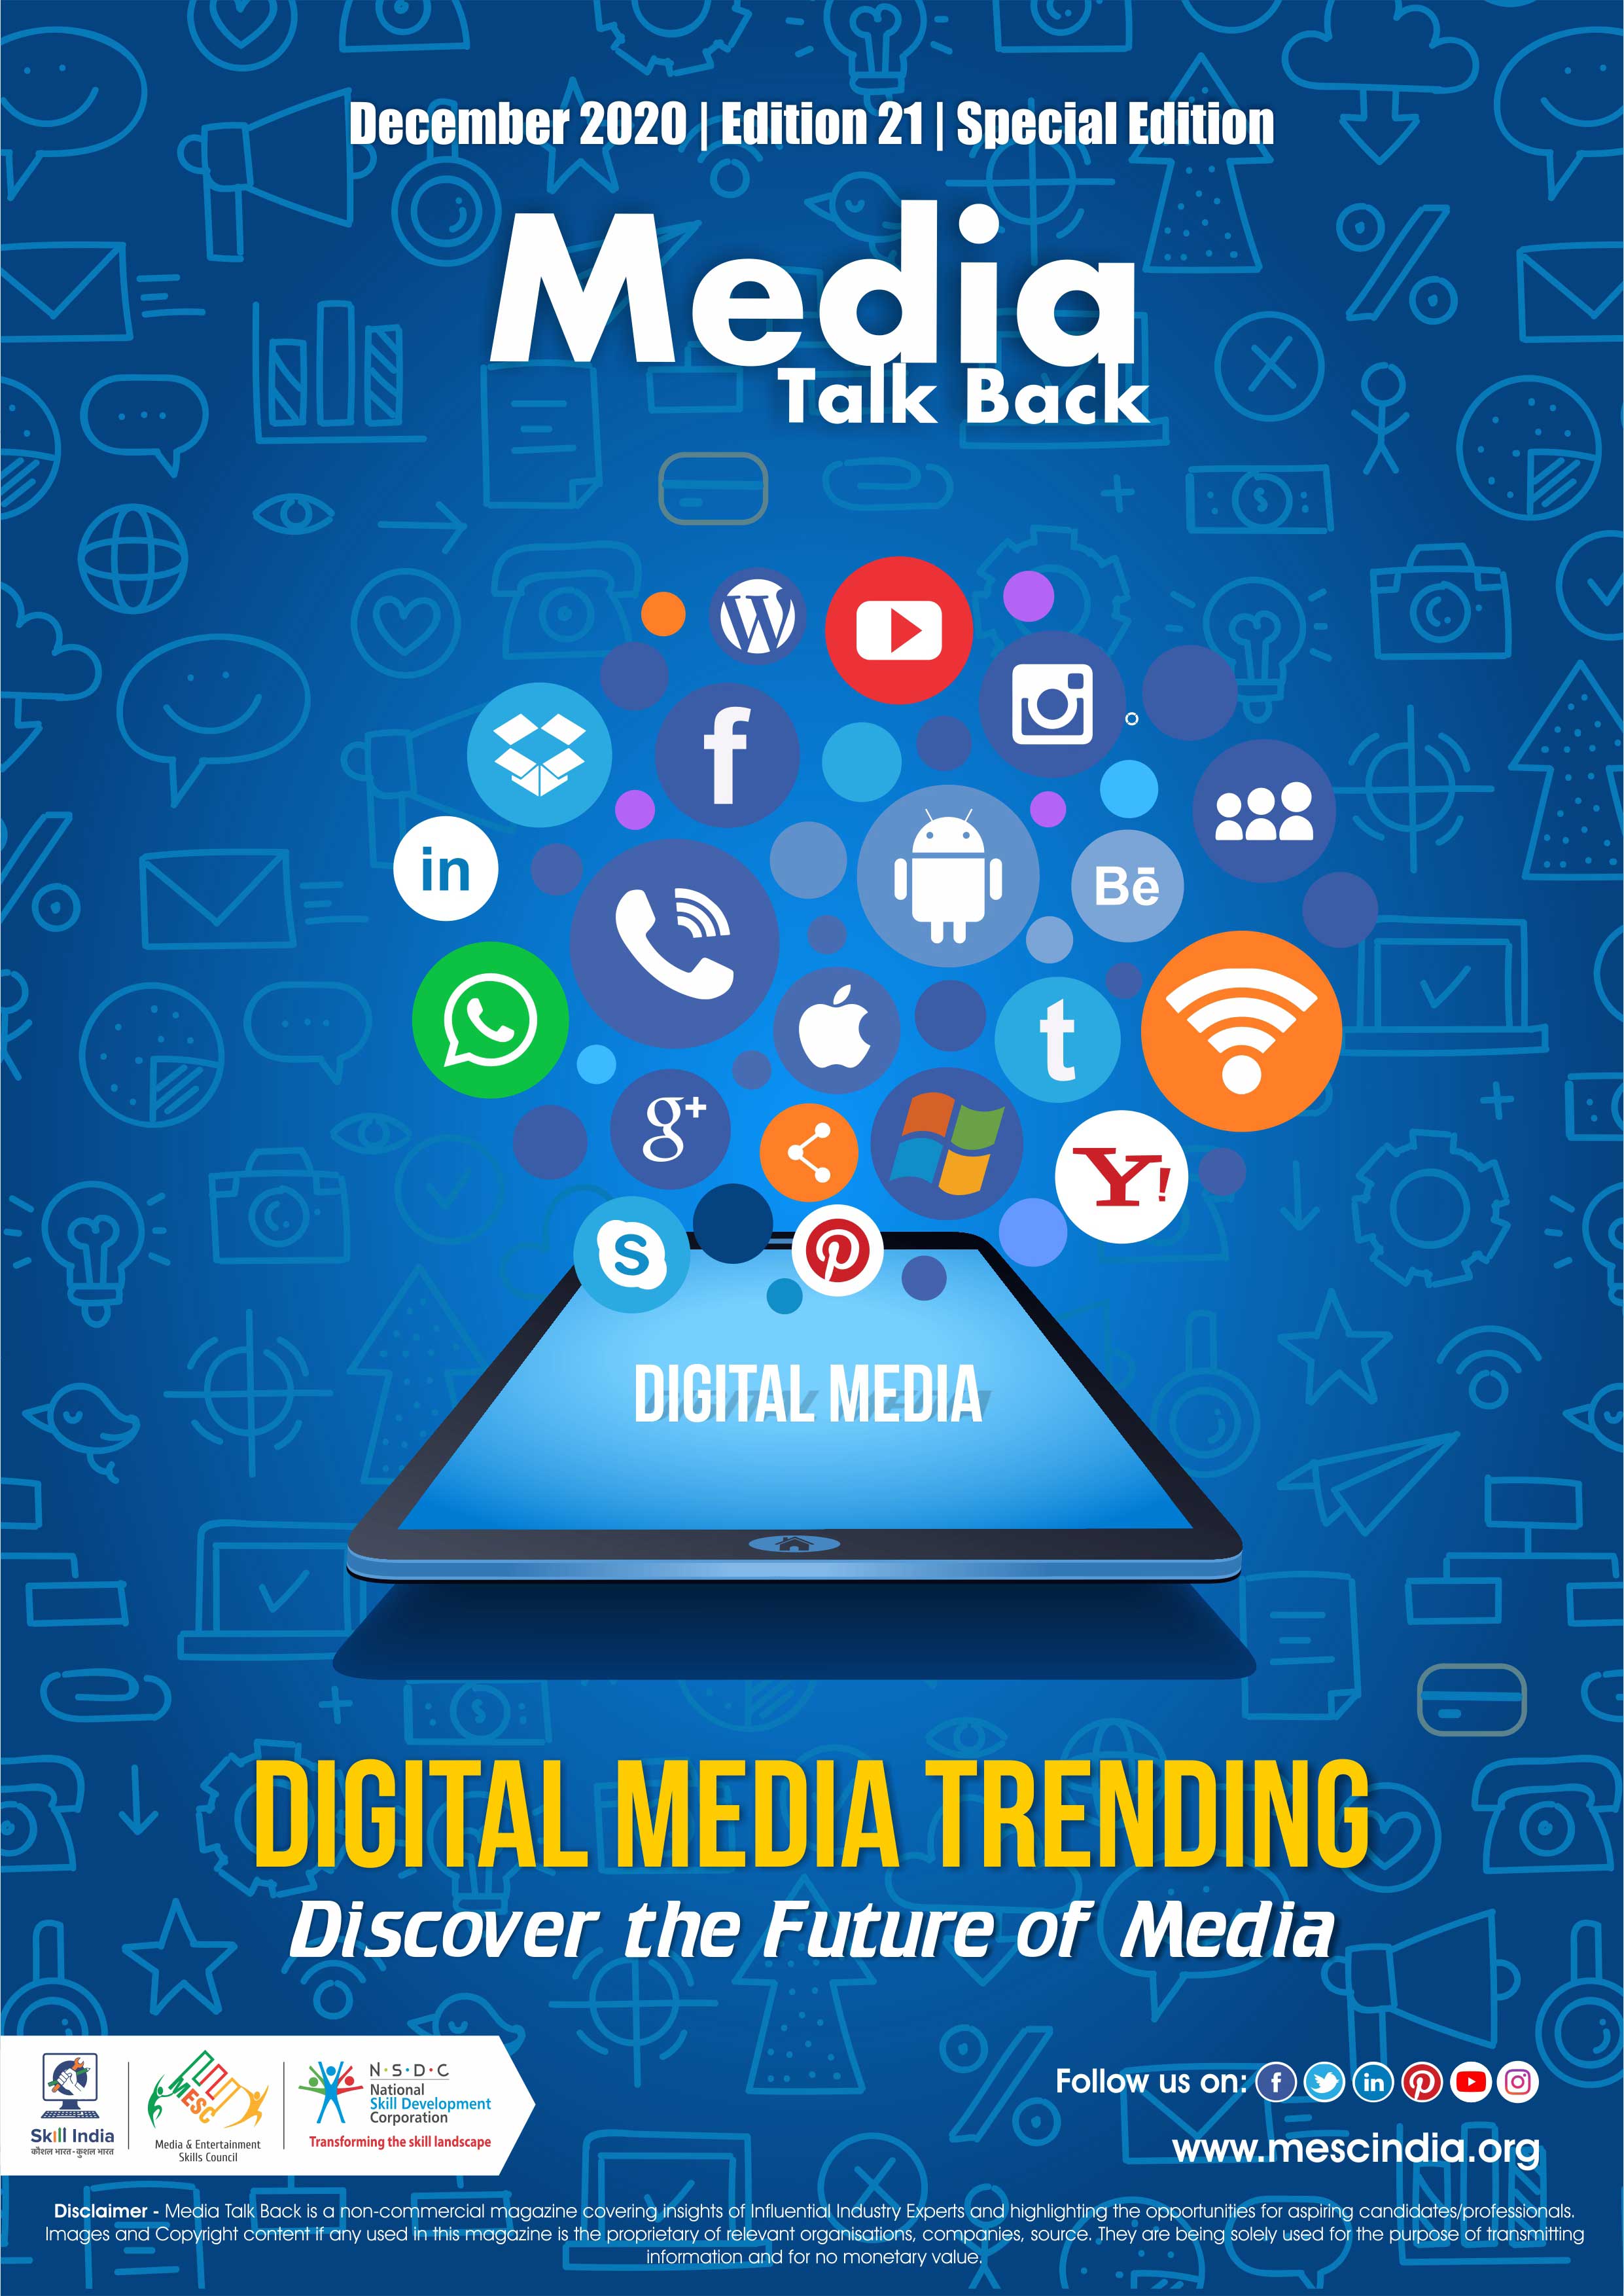 December 2020 | Edition 21 | Special Edition
Media
Talk Back
f
in
Bē
t
g+
Y!
S
DIGITAL MEDIA
DIGITAL MEDIA TRENDING
Discover the Future of Media
Skill India
कौशल भारत - कुशल भारत
MESC
Media & Entertainment
Skills Council
N·S·D·C
National
Skill Development
Corporation
Transforming the skill landscape
Follow us on:
www.mescindia.org
Disclaimer - Media Talk Back is a non-commercial magazine covering insights of Influential Industry Experts and highlighting the opportunities for aspiring candidates/professionals.
Images and Copyright content if any used in this magazine is the proprietary of relevant organisations, companies, source. They are being solely used for the purpose of transmitting
information and for no monetary value.